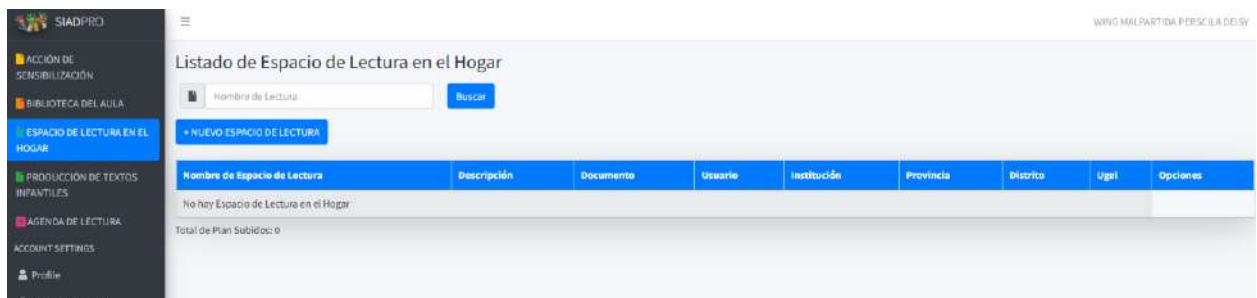 SIADPRO
WING MALPARTIDA PERSCILA DEISY
ACCIÓN DE
SENSIBILIZACIÓN
BIBLIOTECA DEL AULA
ESPACIO DE LECTURA EN EL
HOGAR
PRODUCCIÓN DE TEXTOS
INFANTILES
AGENDA DE LECTURA
ACCOUNT SETTINGS
Profile
Listado de Espacio de Lectura en el Hogar
Nombre de Lectura Buscar
+ NUEVO ESPACIO DE LECTURA
Nombre de Espacio de Lectura Descripción Documento Usuario Institución Provincia Distrito Ugel Opciones
No hay Espacio de Lectura en el Hogar
Total de Plan Subidos: 0